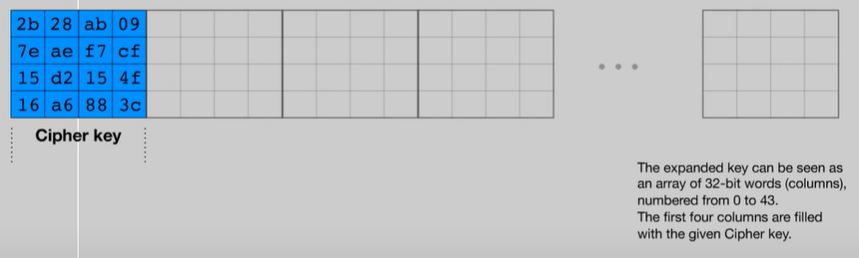 2b 28 ab 09
7e ae f7 cf
15 d2 15 4f
16 a6 88 3c
Cipher key
The expanded key can be seen as
an array of 32-bit words (columns),
numbered from 0 to 43.
The first four columns are filled
with the given Cipher key.